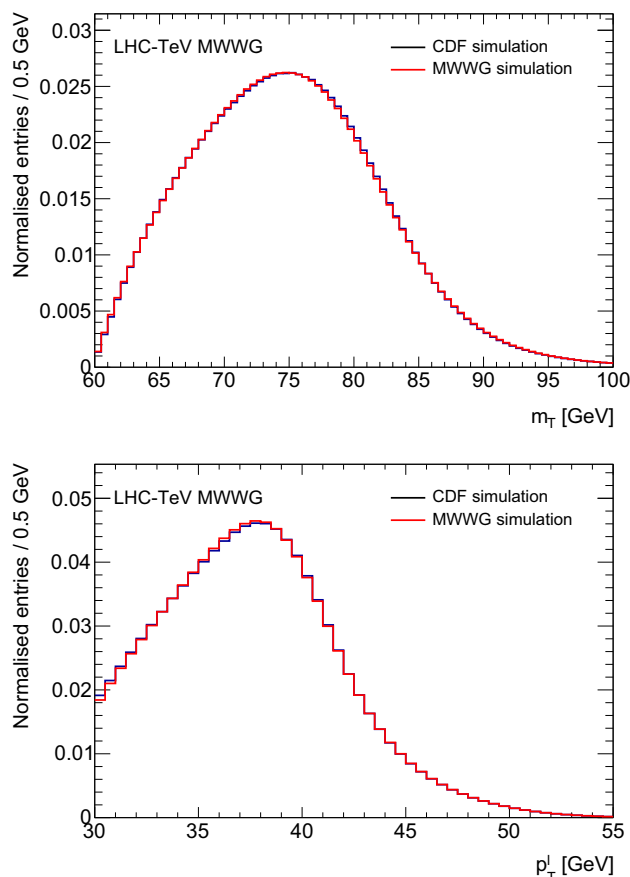 Normalised entries / 0.5 GeV
LHC-TeV MWWG
CDF simulation
MWWG simulation
0.03
0.025
0.02
0.015
0.01
0.005
0
60 65 70 75 80 85 90 95 100
m_T [GeV]
Normalised entries / 0.5 GeV
LHC-TeV MWWG
CDF simulation
MWWG simulation
0.05
0.04
0.03
0.02
0.01
0
30 35 40 45 50 55
p_T^l [GeV]